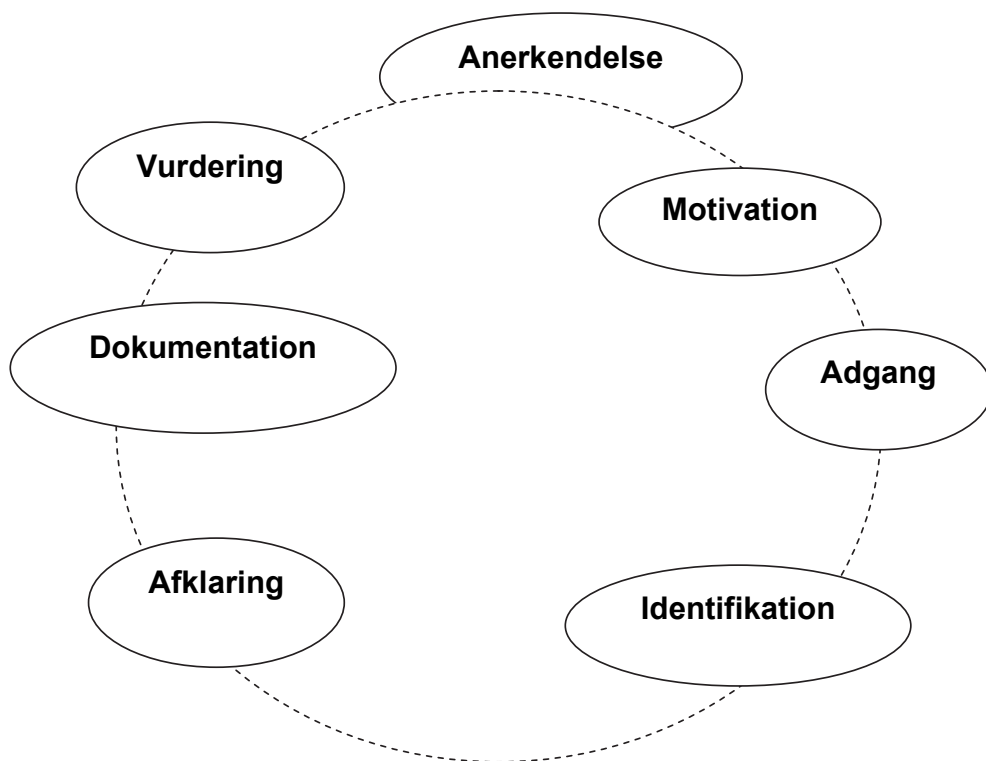 Anerkendelse
Vurdering
Motivation
Dokumentation
Adgang
Afklaring
Identifikation